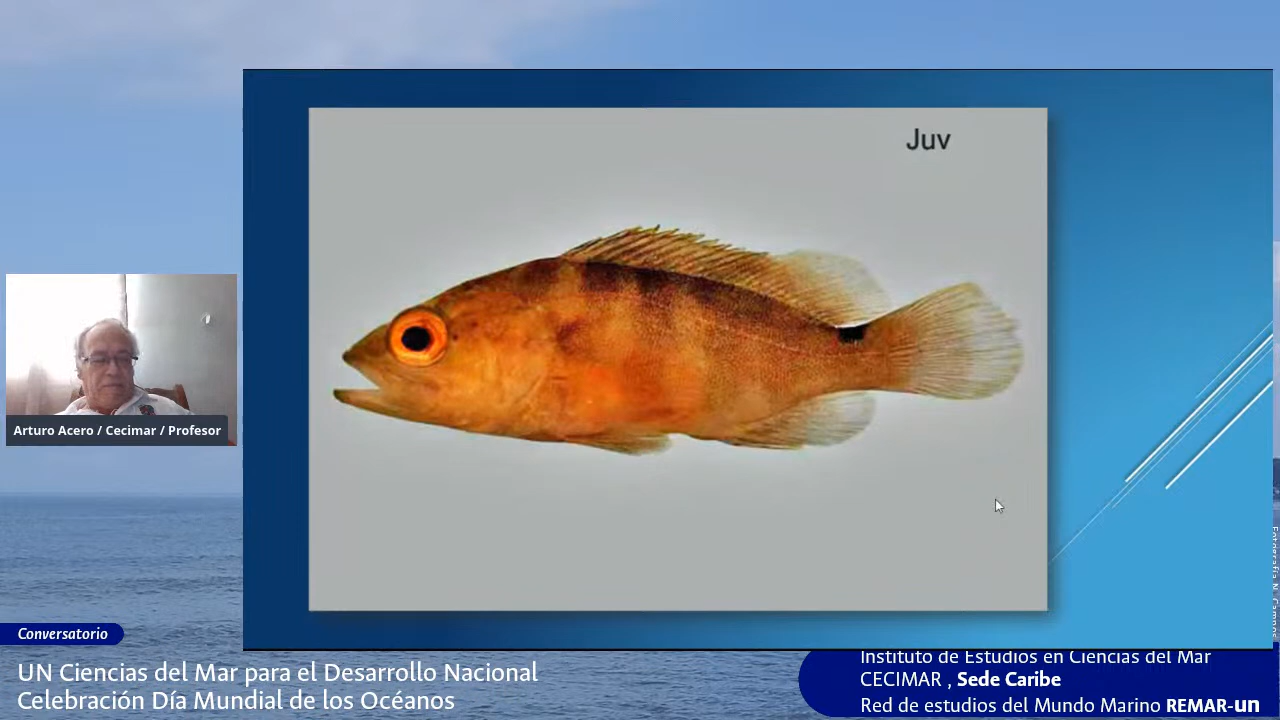 Juv
Arturo Acero / Cecimar / Profesor
Conversatorio
UN Ciencias del Mar para el Desarrollo Nacional
Celebración Día Mundial de los Océanos
Instituto de Estudios en Ciencias del Mar
CECIMAR , Sede Caribe
Red de estudios del Mundo Marino REMAR-un